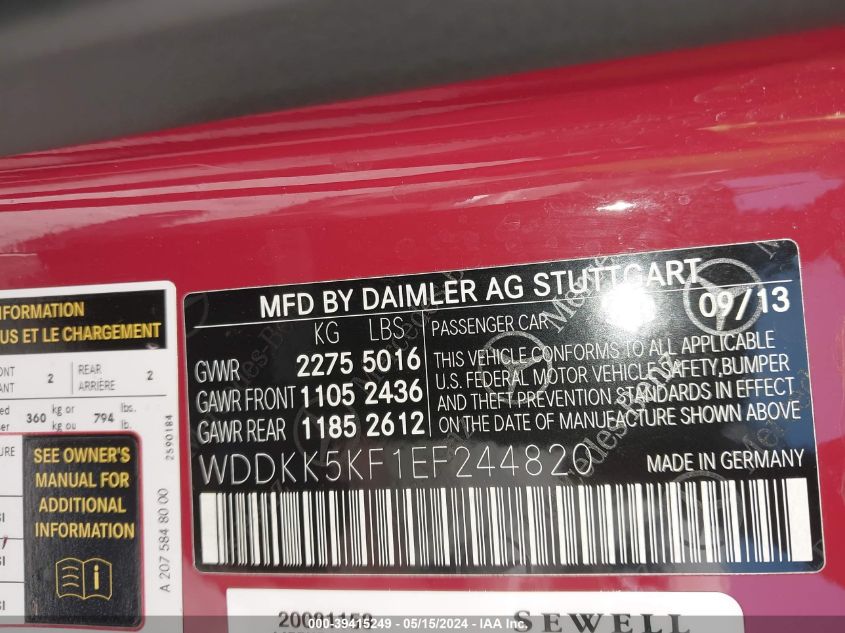 INFORMATION
US ET LE CHARGEMENT
2 REAR 2
ARRIÈRE
360 kg or 794 lbs.
kg ou lb.
2590184
SEE OWNER'S
MANUAL FOR
ADDITIONAL
INFORMATION
A 207 584 80 00
MFD BY DAIMLER AG STUTTGART 09/13
KG LBS PASSENGER CAR
GVWR 2275 5016
GAWR FRONT 1105 2436
GAWR REAR 1185 2612
THIS VEHICLE CONFORMS TO ALL APPLICABLE
U.S. FEDERAL MOTOR VEHICLE SAFETY, BUMPER
AND THEFT PREVENTION STANDARDS IN EFFECT
ON THE DATE OF MANUFACTURE SHOWN ABOVE
WDDKK5KF1EF244820 MADE IN GERMANY
SEWELL
000-39415249 - 05/15/2024 - IAA Inc.